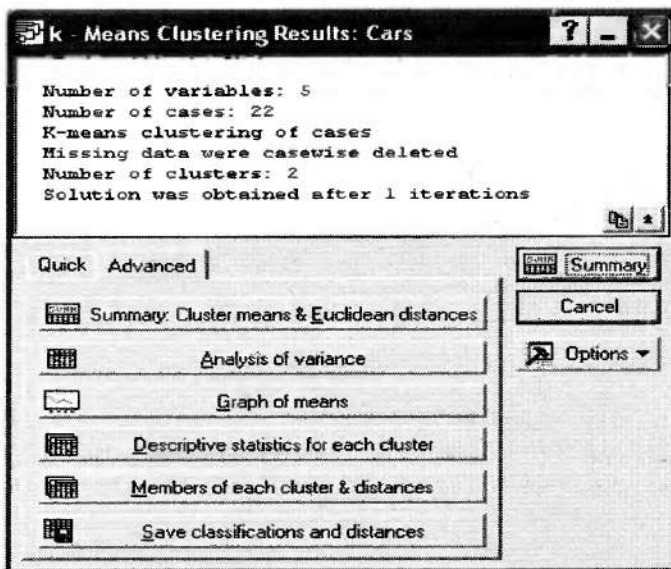 k - Means Clustering Results: Cars
Number of variables: 5
Number of cases: 22
K-means clustering of cases
Missing data were casewise deleted
Number of clusters: 2
Solution was obtained after 1 iterations
Quick Advanced
Summary
Summary: Cluster means & Euclidean distances
Cancel
Analysis of variance
Options
Graph of means
Descriptive statistics for each cluster
Members of each cluster & distances
Save classifications and distances